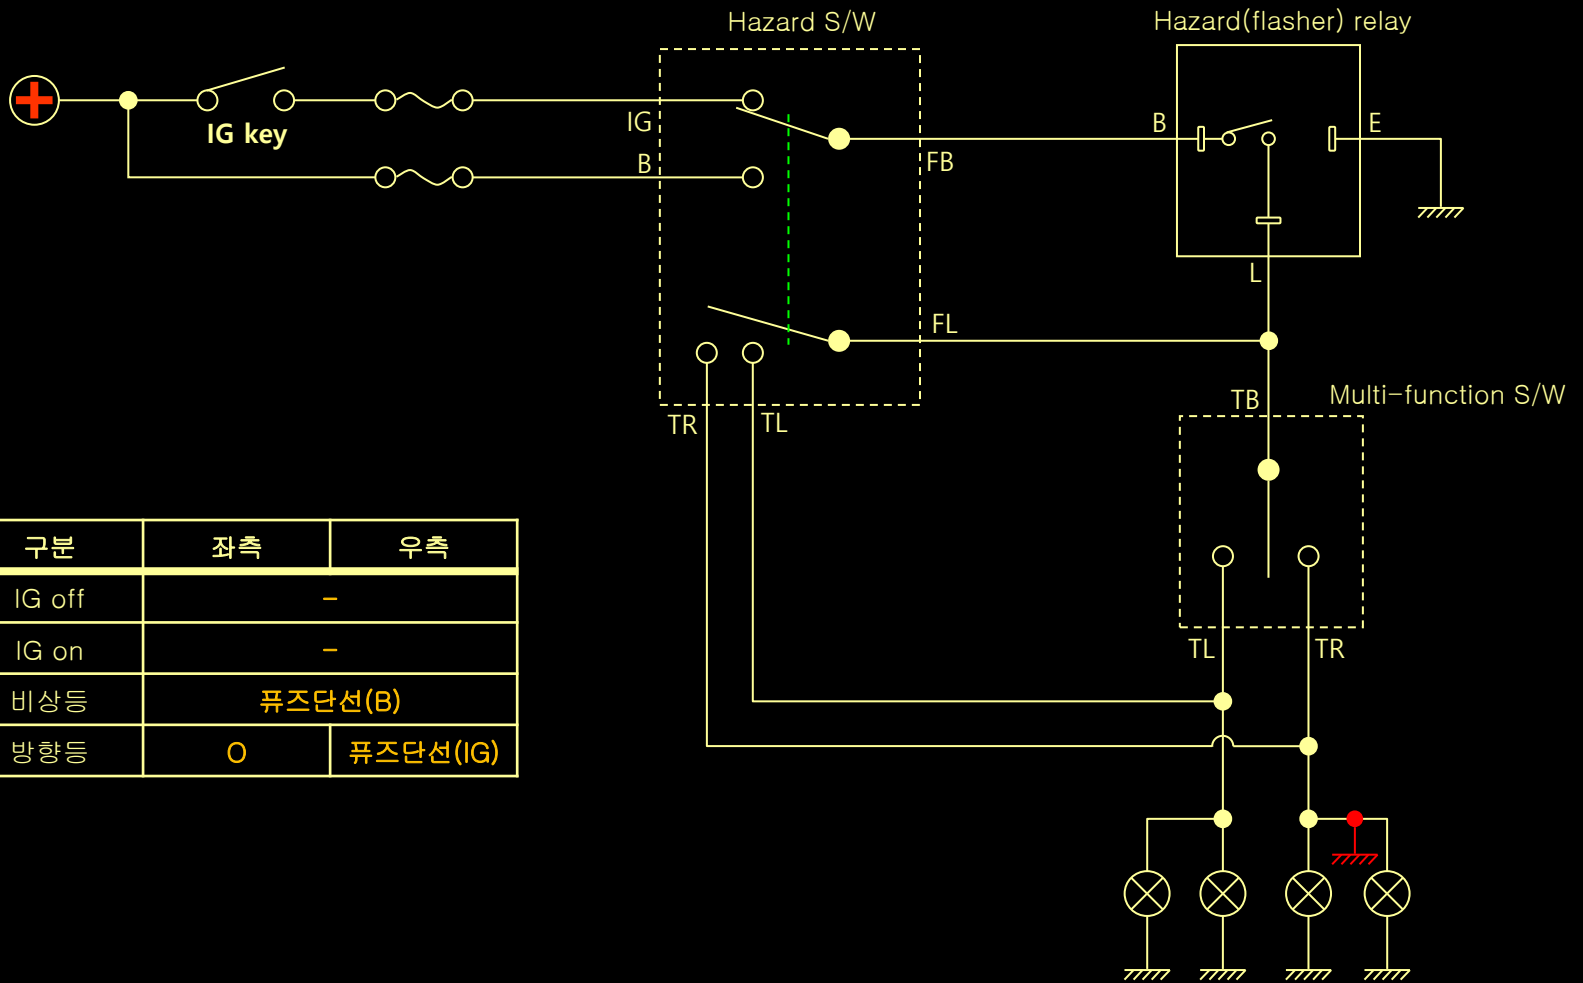 Hazard S/W
Hazard(flasher) relay
IG key
IG
B
FB
B
E
L
FL
TR
TL
TB
Multi-function S/W
TL
TR
구분 좌측 우측
IG off -
IG on -
비상등 퓨즈단선(B)
방향등 O 퓨즈단선(IG)